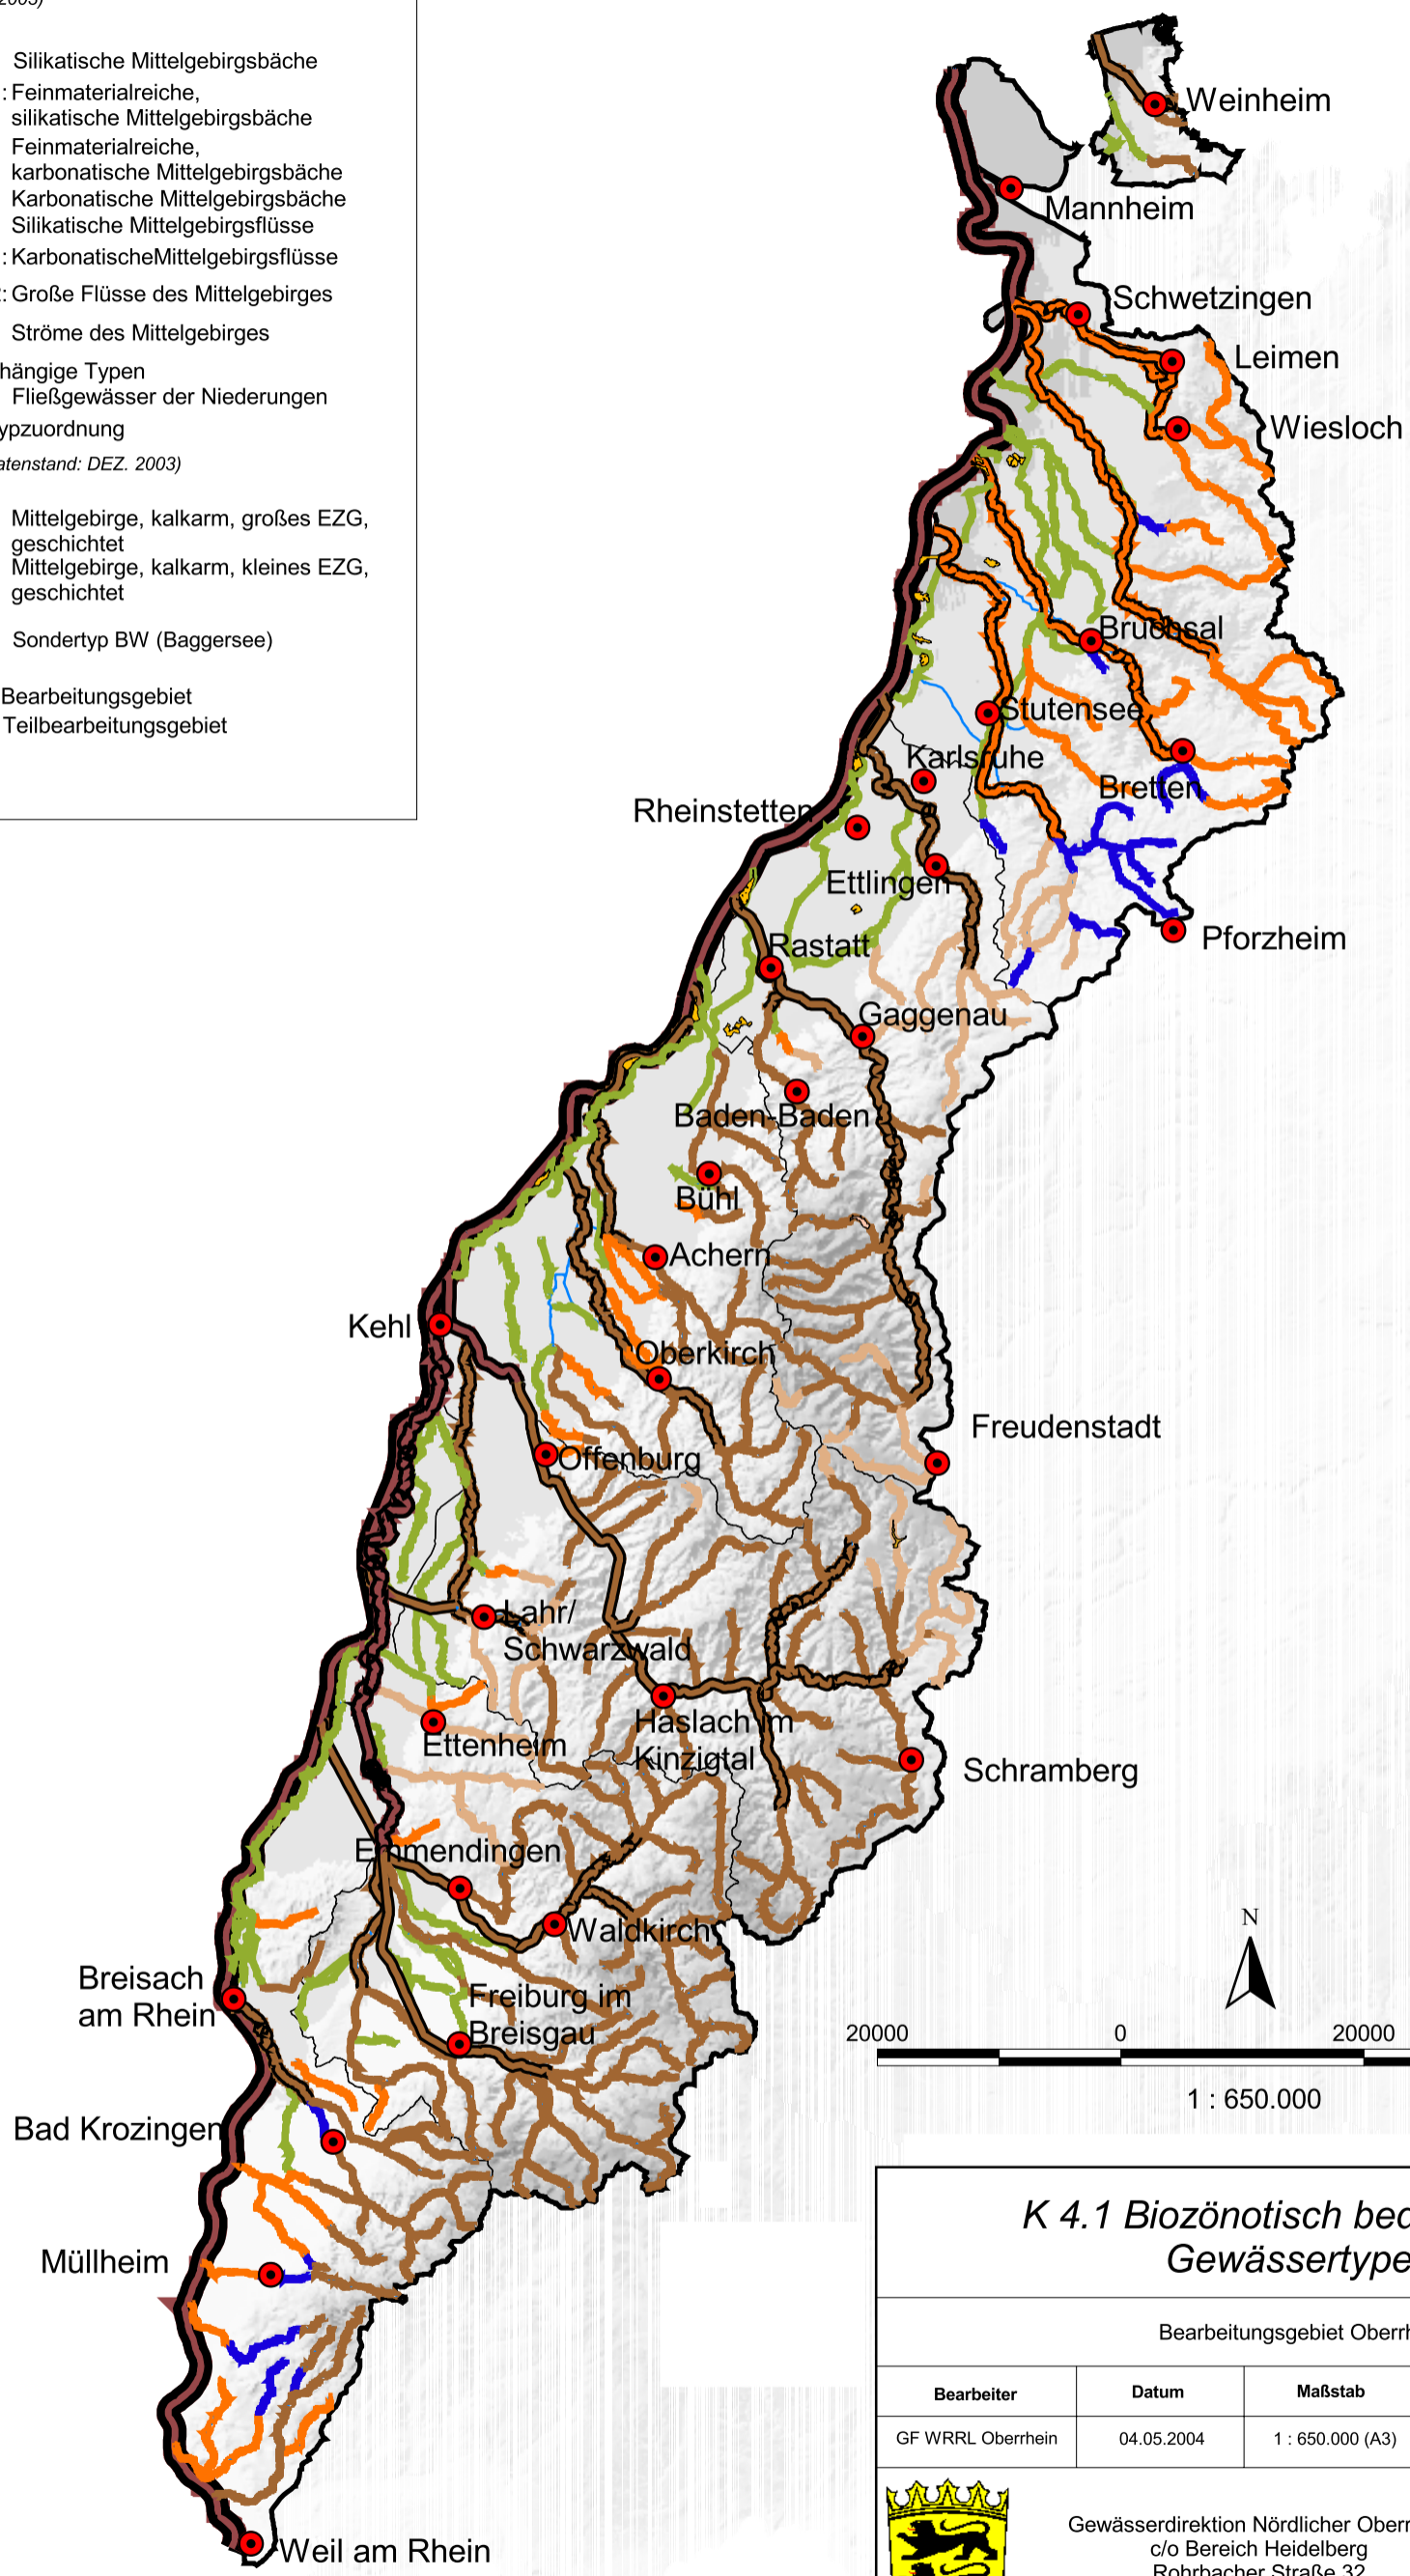 2003)
Silikatische Mittelgebirgsbäche
: Feinmaterialreiche,
silikatische Mittelgebirgsbäche
Feinmaterialreiche,
karbonatische Mittelgebirgsbäche
Karbonatische Mittelgebirgsbäche
Silikatische Mittelgebirgsflüsse
: KarbonatischeMittelgebirgsflüsse
: Große Flüsse des Mittelgebirges
Ströme des Mittelgebirges
hängige Typen
Fließgewässer der Niederungen
ypzuordnung
atenstand: DEZ. 2003)
Mittelgebirge, kalkarm, großes EZG,
geschichtet
Mittelgebirge, kalkarm, kleines EZG,
geschichtet
Sondertyp BW (Baggersee)
Bearbeitungsgebiet
Teilbearbeitungsgebiet
Weinheim
Mannheim
Schwetzingen
Leimen
Wiesloch
Bruchsal
Stutensee
Karlsruhe
Bretten
Rheinstetten
Ettlingen
Pforzheim
Rastatt
Gaggenau
Baden-Baden
Bühl
Achern
Kehl
Oberkirch
Freudenstadt
Offenburg
Lahr/
Schwarzwald
Haslach im
Kinzigtal
Ettenheim
Schramberg
Emmendingen
Waldkirch
Breisach
am Rhein
Freiburg im
Breisgau
Bad Krozingen
Müllheim
Weil am Rhein
N
20000 0 20000
1 : 650.000
K 4.1 Biozönotisch bed
Gewässertype
Bearbeitungsgebiet Oberrh
Bearbeiter Datum Maßstab
GF WRRL Oberrhein 04.05.2004 1 : 650.000 (A3)
Gewässerdirektion Nördlicher Oberr
c/o Bereich Heidelberg
Rohrbacher Straße 32